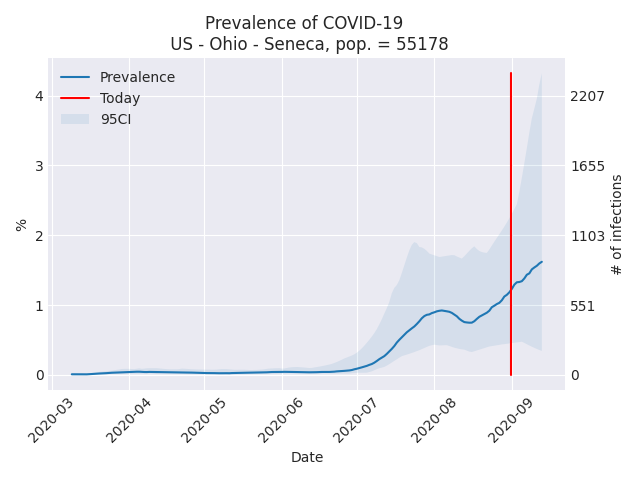 Prevalence of COVID-19
US - Ohio - Seneca, pop. = 55178
Prevalence
Today
95CI
4
3
2
1
0
%
2207
1655
1103
551
0
# of infections
2020-03
2020-04
2020-05
2020-06
2020-07
2020-08
2020-09
Date